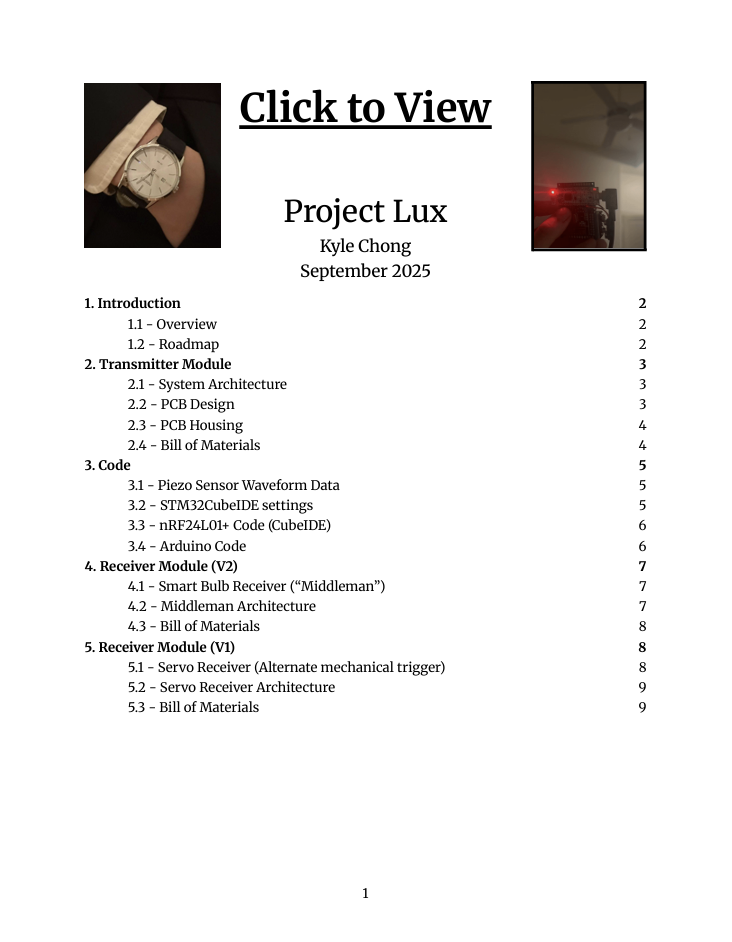 Click to View
Project Lux
Kyle Chong
September 2025
1. Introduction 2
1.1 - Overview 2
1.2 - Roadmap 2
2. Transmitter Module 3
2.1 - System Architecture 3
2.2 - PCB Design 3
2.3 - PCB Housing 4
2.4 - Bill of Materials 4
3. Code 5
3.1 - Piezo Sensor Waveform Data 5
3.2 - STM32CubeIDE settings 5
3.3 - nRF24L01+ Code (CubeIDE) 6
3.4 - Arduino Code 6
4. Receiver Module (V2) 7
4.1 - Smart Bulb Receiver (“Middleman”) 7
4.2 - Middleman Architecture 7
4.3 - Bill of Materials 8
5. Receiver Module (V1) 8
5.1 - Servo Receiver (Alternate mechanical trigger) 8
5.2 - Servo Receiver Architecture 9
5.3 - Bill of Materials 9
1